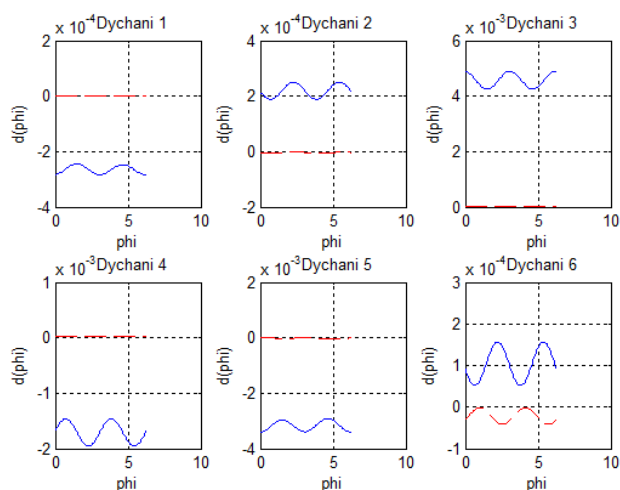 x 10^-4 Dychani 1
2
0
-2
-4
d(phi)
0 5 10
phi
x 10^-4 Dychani 2
4
2
0
-2
d(phi)
0 5 10
phi
x 10^-3 Dychani 3
6
4
2
0
d(phi)
0 5 10
phi
x 10^-3 Dychani 4
1
0
-1
-2
d(phi)
0 5 10
phi
x 10^-3 Dychani 5
2
0
-2
-4
d(phi)
0 5 10
phi
x 10^-4 Dychani 6
3
2
1
0
-1
d(phi)
0 5 10
phi